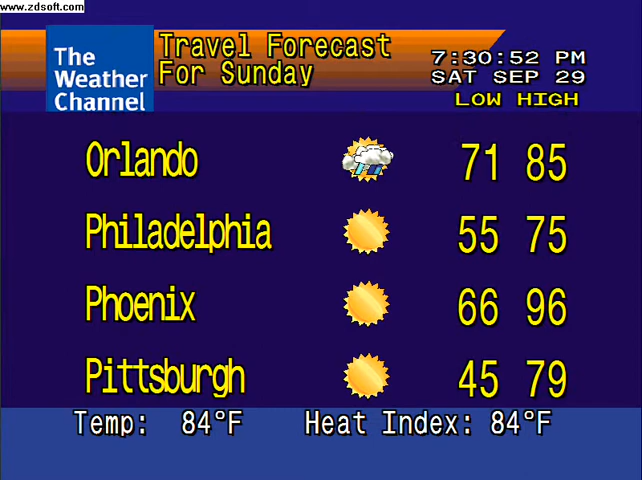 www.zdsoft.com
The
Weather
Channel
Travel Forecast
For Sunday
7:30:52 PM
SAT SEP 29
LOW HIGH
Orlando 71 85
Philadelphia 55 75
Phoenix 66 96
Pittsburgh 45 79
Temp: 84°F Heat Index: 84°F